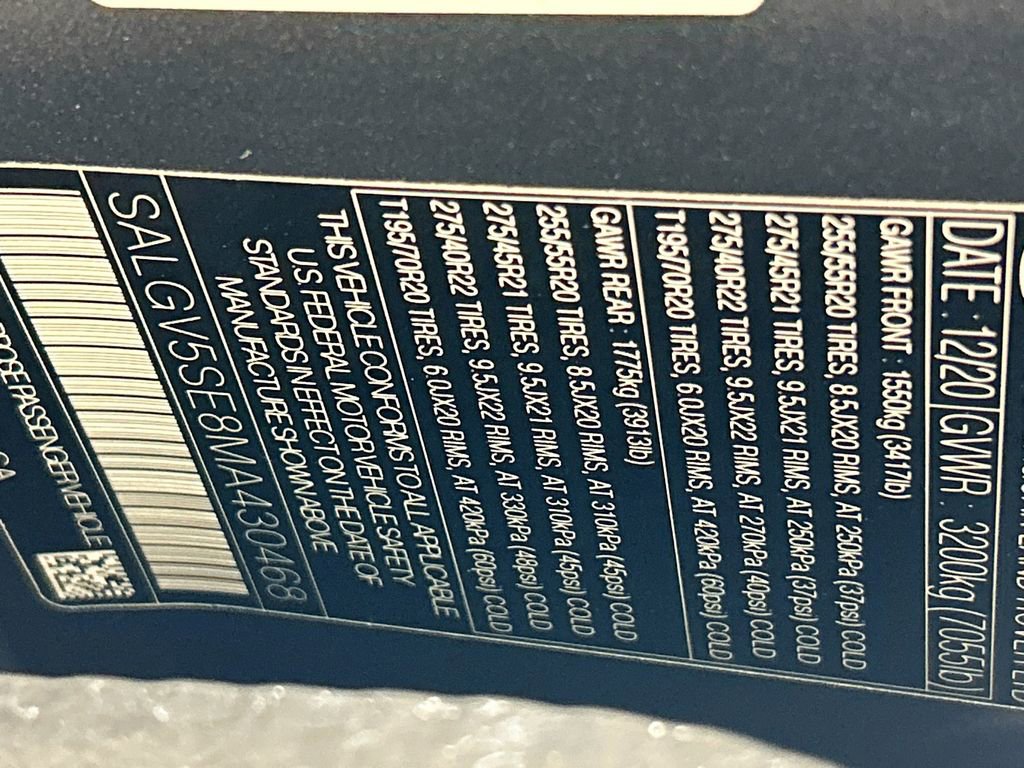 DATE : 12/20 GVWR : 3200kg (7055lb)
GAWR FRONT : 1550kg (3417lb)
255/55R20 TIRES, 8.5JX20 RIMS, AT 250kPa (37psi) COLD
275/45R21 TIRES, 9.5JX21 RIMS, AT 250kPa (37psi) COLD
275/40R22 TIRES, 9.5JX22 RIMS, AT 270kPa (40psi) COLD
T195/70R20 TIRES, 6.0JX20 RIMS, AT 420kPa (60psi) COLD
GAWR REAR : 1775kg (3913lb)
255/55R20 TIRES, 8.5JX20 RIMS, AT 310kPa (45psi) COLD
275/45R21 TIRES, 9.5JX21 RIMS, AT 310kPa (45psi) COLD
275/40R22 TIRES, 9.5JX22 RIMS, AT 330kPa (48psi) COLD
T195/70R20 TIRES, 6.0JX20 RIMS, AT 420kPa (60psi) COLD
THIS VEHICLE CONFORMS TO ALL APPLICABLE
U.S. FEDERAL MOTOR VEHICLE SAFETY
STANDARDS IN EFFECT ON THE DATE OF
MANUFACTURE SHOWN ABOVE
SALGV5SE8MA430468
PASSENGER VEHICLE